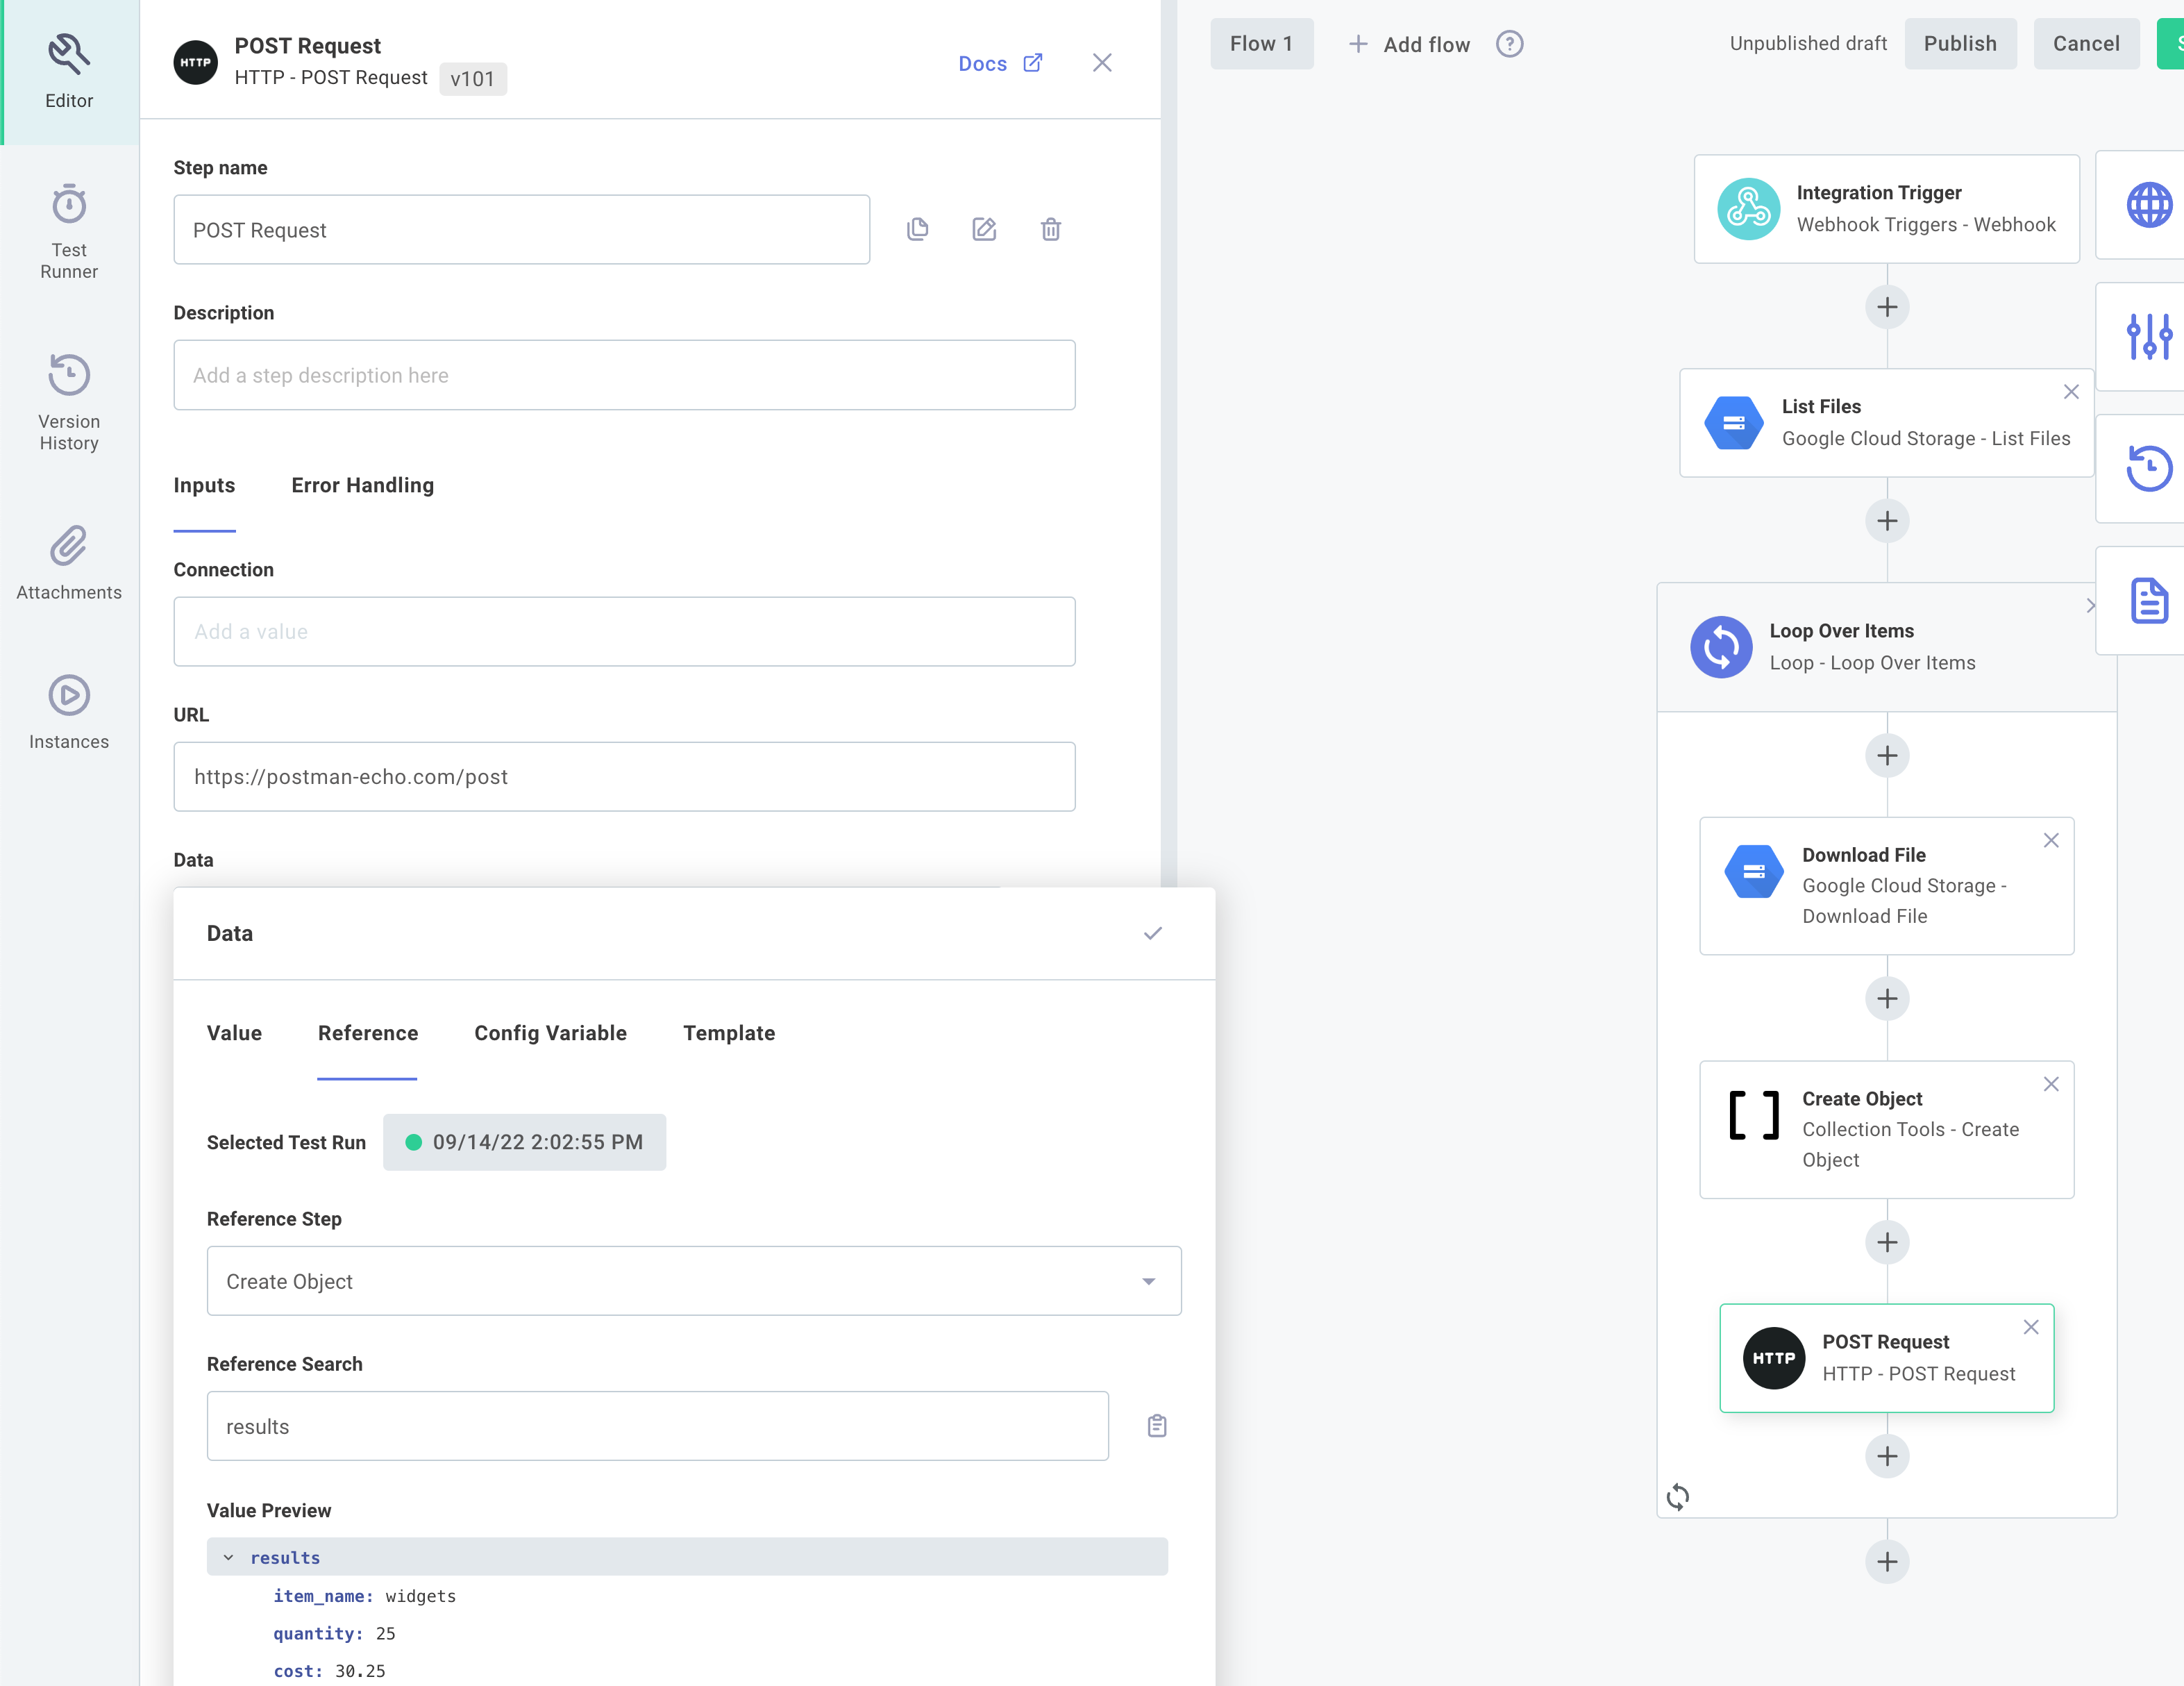 Editor
Test
Runner
Version
History
Attachments
Instances
HTTP
POST Request
HTTP - POST Request v101
Docs
Step name
POST Request
Description
Add a step description here
Inputs Error Handling
Connection
Add a value
URL
https://postman-echo.com/post
Data
Data
Value Reference Config Variable Template
Selected Test Run 09/14/22 2:02:55 PM
Reference Step
Create Object
Reference Search
results
Value Preview
results
item_name: widgets
quantity: 25
cost: 30.25
Flow 1 + Add flow ? Unpublished draft Publish Cancel
Integration Trigger
Webhook Triggers - Webhook
List Files
Google Cloud Storage - List Files
Loop Over Items
Loop - Loop Over Items
Download File
Google Cloud Storage -
Download File
Create Object
Collection Tools - Create
Object
HTTP
POST Request
HTTP - POST Request